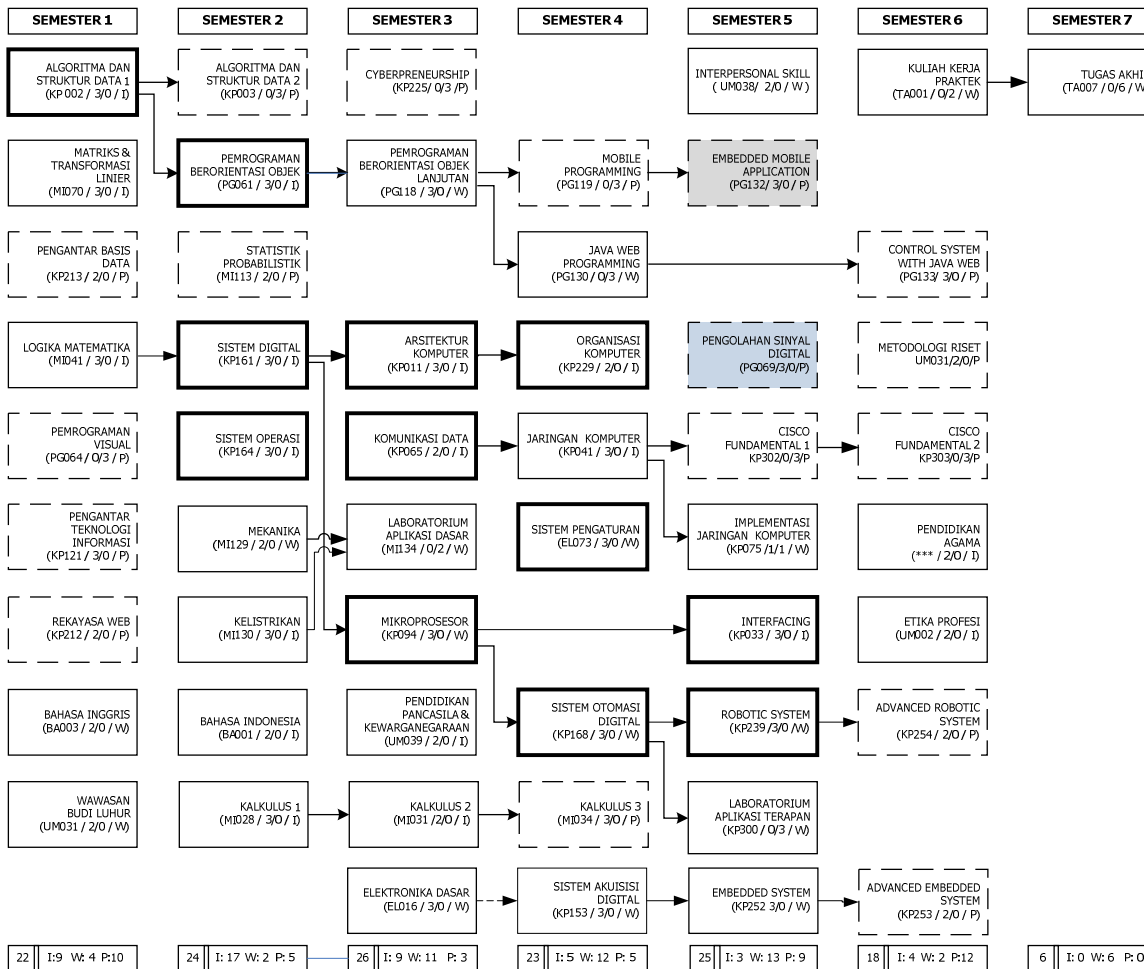 SEMESTER 1
SEMESTER 2
SEMESTER 3
SEMESTER 4
SEMESTER 5
SEMESTER 6
SEMESTER 7
ALGORITMA DAN
STRUKTUR DATA 1
(KP 002 / 3/0 / I)
ALGORITMA DAN
STRUKTUR DATA 2
(KP003 / 0/3/ P)
CYBERPRENEURSHIP
(KP225/ 0/3 /P)
INTERPERSONAL SKILL
( UM038/ 2/0 / W )
KULIAH KERJA
PRAKTEK
(TA001 / 0/2 / W)
TUGAS AKHI
(TA007 / 0/6 / W
MATRIKS &
TRANSFORMASI
LINIER
(MI070 / 3/0 / I)
PEMROGRAMAN
BERORIENTASI OBJEK
(PG061 / 3/0 / I)
PEMROGRAMAN
BERORIENTASI OBJEK
LANJUTAN
(PG118 / 3/0 / W)
MOBILE
PROGRAMMING
(PG119 / 0/3 / P)
EMBEDDED MOBILE
APPLICATION
(PG132/ 3/0 / P)
PENGANTAR BASIS
DATA
(KP213 / 2/0 / P)
STATISTIK
PROBABILISTIK
(MI113 / 2/0 / P)
JAVA WEB
PROGRAMMING
(PG130 / 0/3 / W)
CONTROL SYSTEM
WITH JAVA WEB
(PG133/ 3/0 / P)
LOGIKA MATEMATIKA
(MI041 / 3/0 / I)
SISTEM DIGITAL
(KP161 / 3/0 / I)
ARSITEKTUR
KOMPUTER
(KP011 / 3/0 / I)
ORGANISASI
KOMPUTER
(KP229 / 2/0 / I)
PENGOLAHAN SINYAL
DIGITAL
(PG069/3/0/P)
METODOLOGI RISET
UM031/2/0/P
PEMROGRAMAN
VISUAL
(PG064 / 0/3 / P)
SISTEM OPERASI
(KP164 / 3/0 / I)
KOMUNIKASI DATA
(KP065 / 2/0 / I)
JARINGAN KOMPUTER
(KP041 / 3/0 / I)
CISCO
FUNDAMENTAL 1
KP302/0/3/P
CISCO
FUNDAMENTAL 2
KP303/0/3/P
PENGANTAR
TEKNOLOGI
INFORMASI
(KP121 / 3/0 / P)
MEKANIKA
(MI129 / 2/0 / W)
LABORATORIUM
APLIKASI DASAR
(MI134 / 0/2 / W)
SISTEM PENGATURAN
(EL073 / 3/0 /W)
IMPLEMENTASI
JARINGAN KOMPUTER
(KP075 /1/1 / W)
PENDIDIKAN
AGAMA
(*** / 2/0 / I)
REKAYASA WEB
(KP212 / 2/0 / P)
KELISTRIKAN
(MI130 / 3/0 / I)
MIKROPROSESOR
(KP094 / 3/0 / W)
INTERFACING
(KP033 / 3/0 / I)
ETIKA PROFESI
(UM002 / 2/0 / I)
BAHASA INGGRIS
(BA003 / 2/0 / W)
BAHASA INDONESIA
(BA001 / 2/0 / I)
PENDIDIKAN
PANCASILA &
KEWARGANEGARAAN
(UM039 / 2/0 / I)
SISTEM OTOMASI
DIGITAL
(KP168 / 3/0 / W)
ROBOTIC SYSTEM
(KP239 /3/0 /W)
ADVANCED ROBOTIC
SYSTEM
(KP254 / 2/0 / P)
WAWASAN
BUDI LUHUR
(UM031 / 2/0 / W)
KALKULUS 1
(MI028 / 3/0 / I)
KALKULUS 2
(MI031 /2/0 / I)
KALKULUS 3
(MI034 / 3/0 / P)
LABORATORIUM
APLIKASI TERAPAN
(KP300 / 0/3 / W)
ELEKTRONIKA DASAR
(EL016 / 3/0 / W)
SISTEM AKUISISI
DIGITAL
(KP153 / 3/0 / W)
EMBEDDED SYSTEM
(KP252 3/0 / W)
ADVANCED EMBEDDED
SYSTEM
(KP253 / 2/0 / P)
22 I:9 W: 4 P:10
24 I: 17 W: 2 P: 5
26 I: 9 W: 11 P: 3
23 I: 5 W: 12 P: 5
25 I: 3 W: 13 P: 9
18 I: 4 W: 2 P:12
6 I: 0 W: 6 P: 0